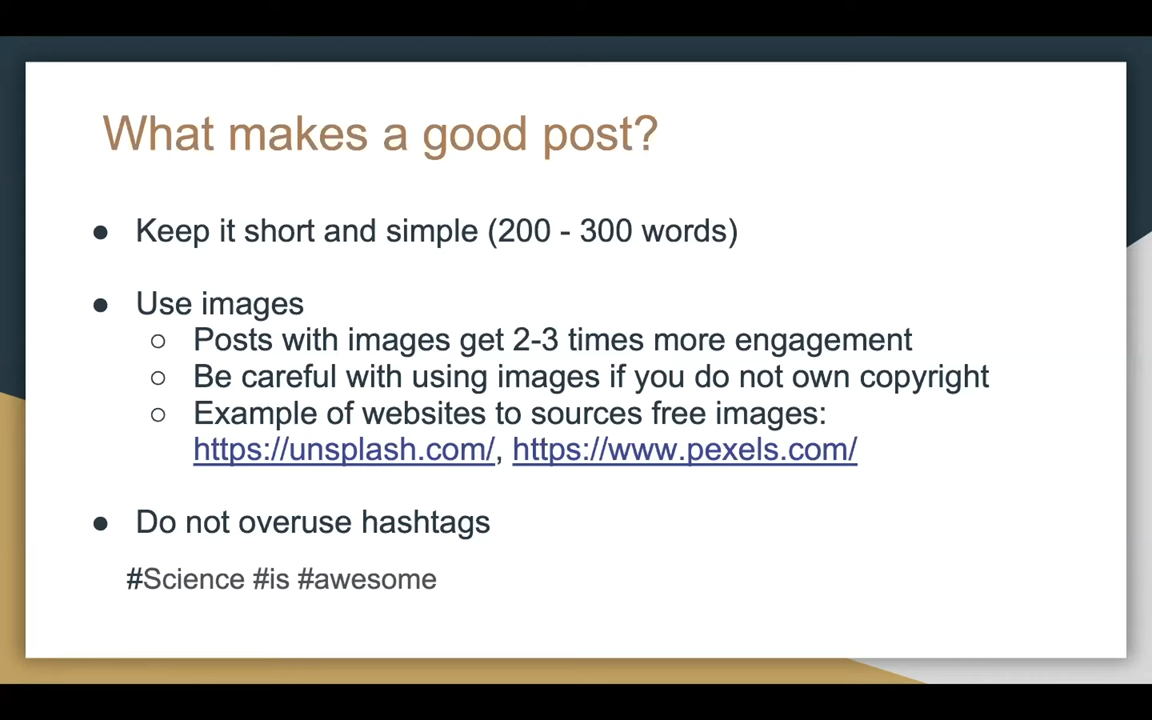 What makes a good post?
● Keep it short and simple (200 - 300 words)
● Use images
○ Posts with images get 2-3 times more engagement
○ Be careful with using images if you do not own copyright
○ Example of websites to sources free images:
https://unsplash.com/, https://www.pexels.com/
● Do not overuse hashtags
#Science #is #awesome